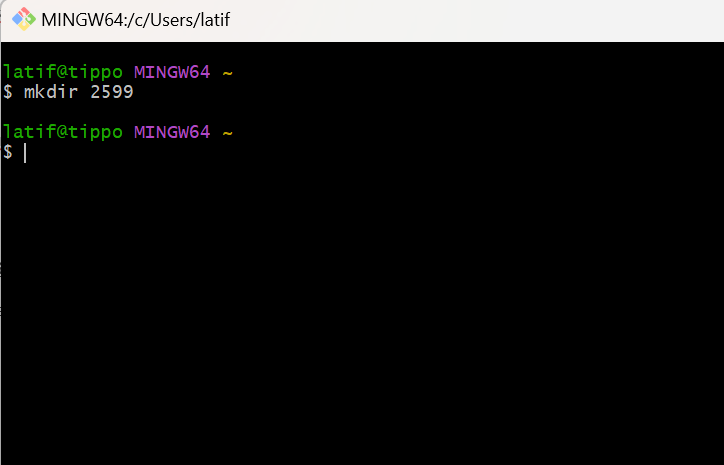 MINGW64:/c/Users/latif
latif@tippo MINGW64 ~
$ mkdir 2599
latif@tippo MINGW64 ~
$